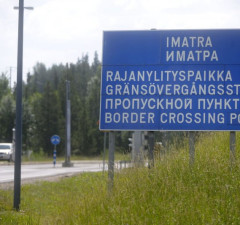 IMATRA
ИМАТРА
RAJANYLITYSPAIKKA
GRÄNSÖVERGÅNGSST
ПРОПУСКНОЙ ПУНКТ
BORDER CROSSING PO